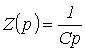 Z(p) = 1/Cp